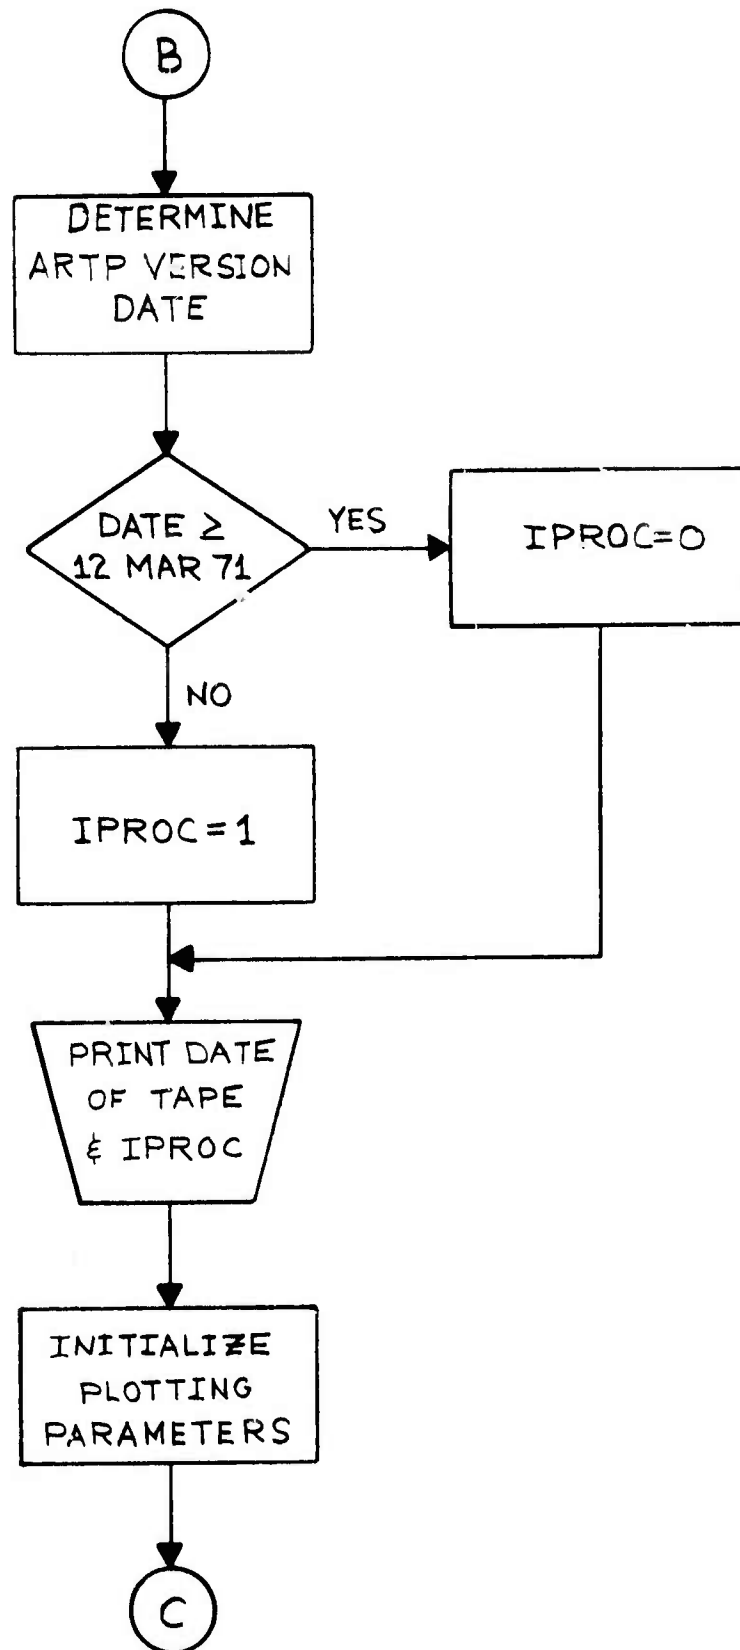 B
DETERMINE
ARTP VERSION
DATE
DATE ≥
12 MAR 71
YES
IPROC=0
NO
IPROC=1
PRINT DATE
OF TAPE
& IPROC
INITIALIZE
PLOTTING
PARAMETERS
C